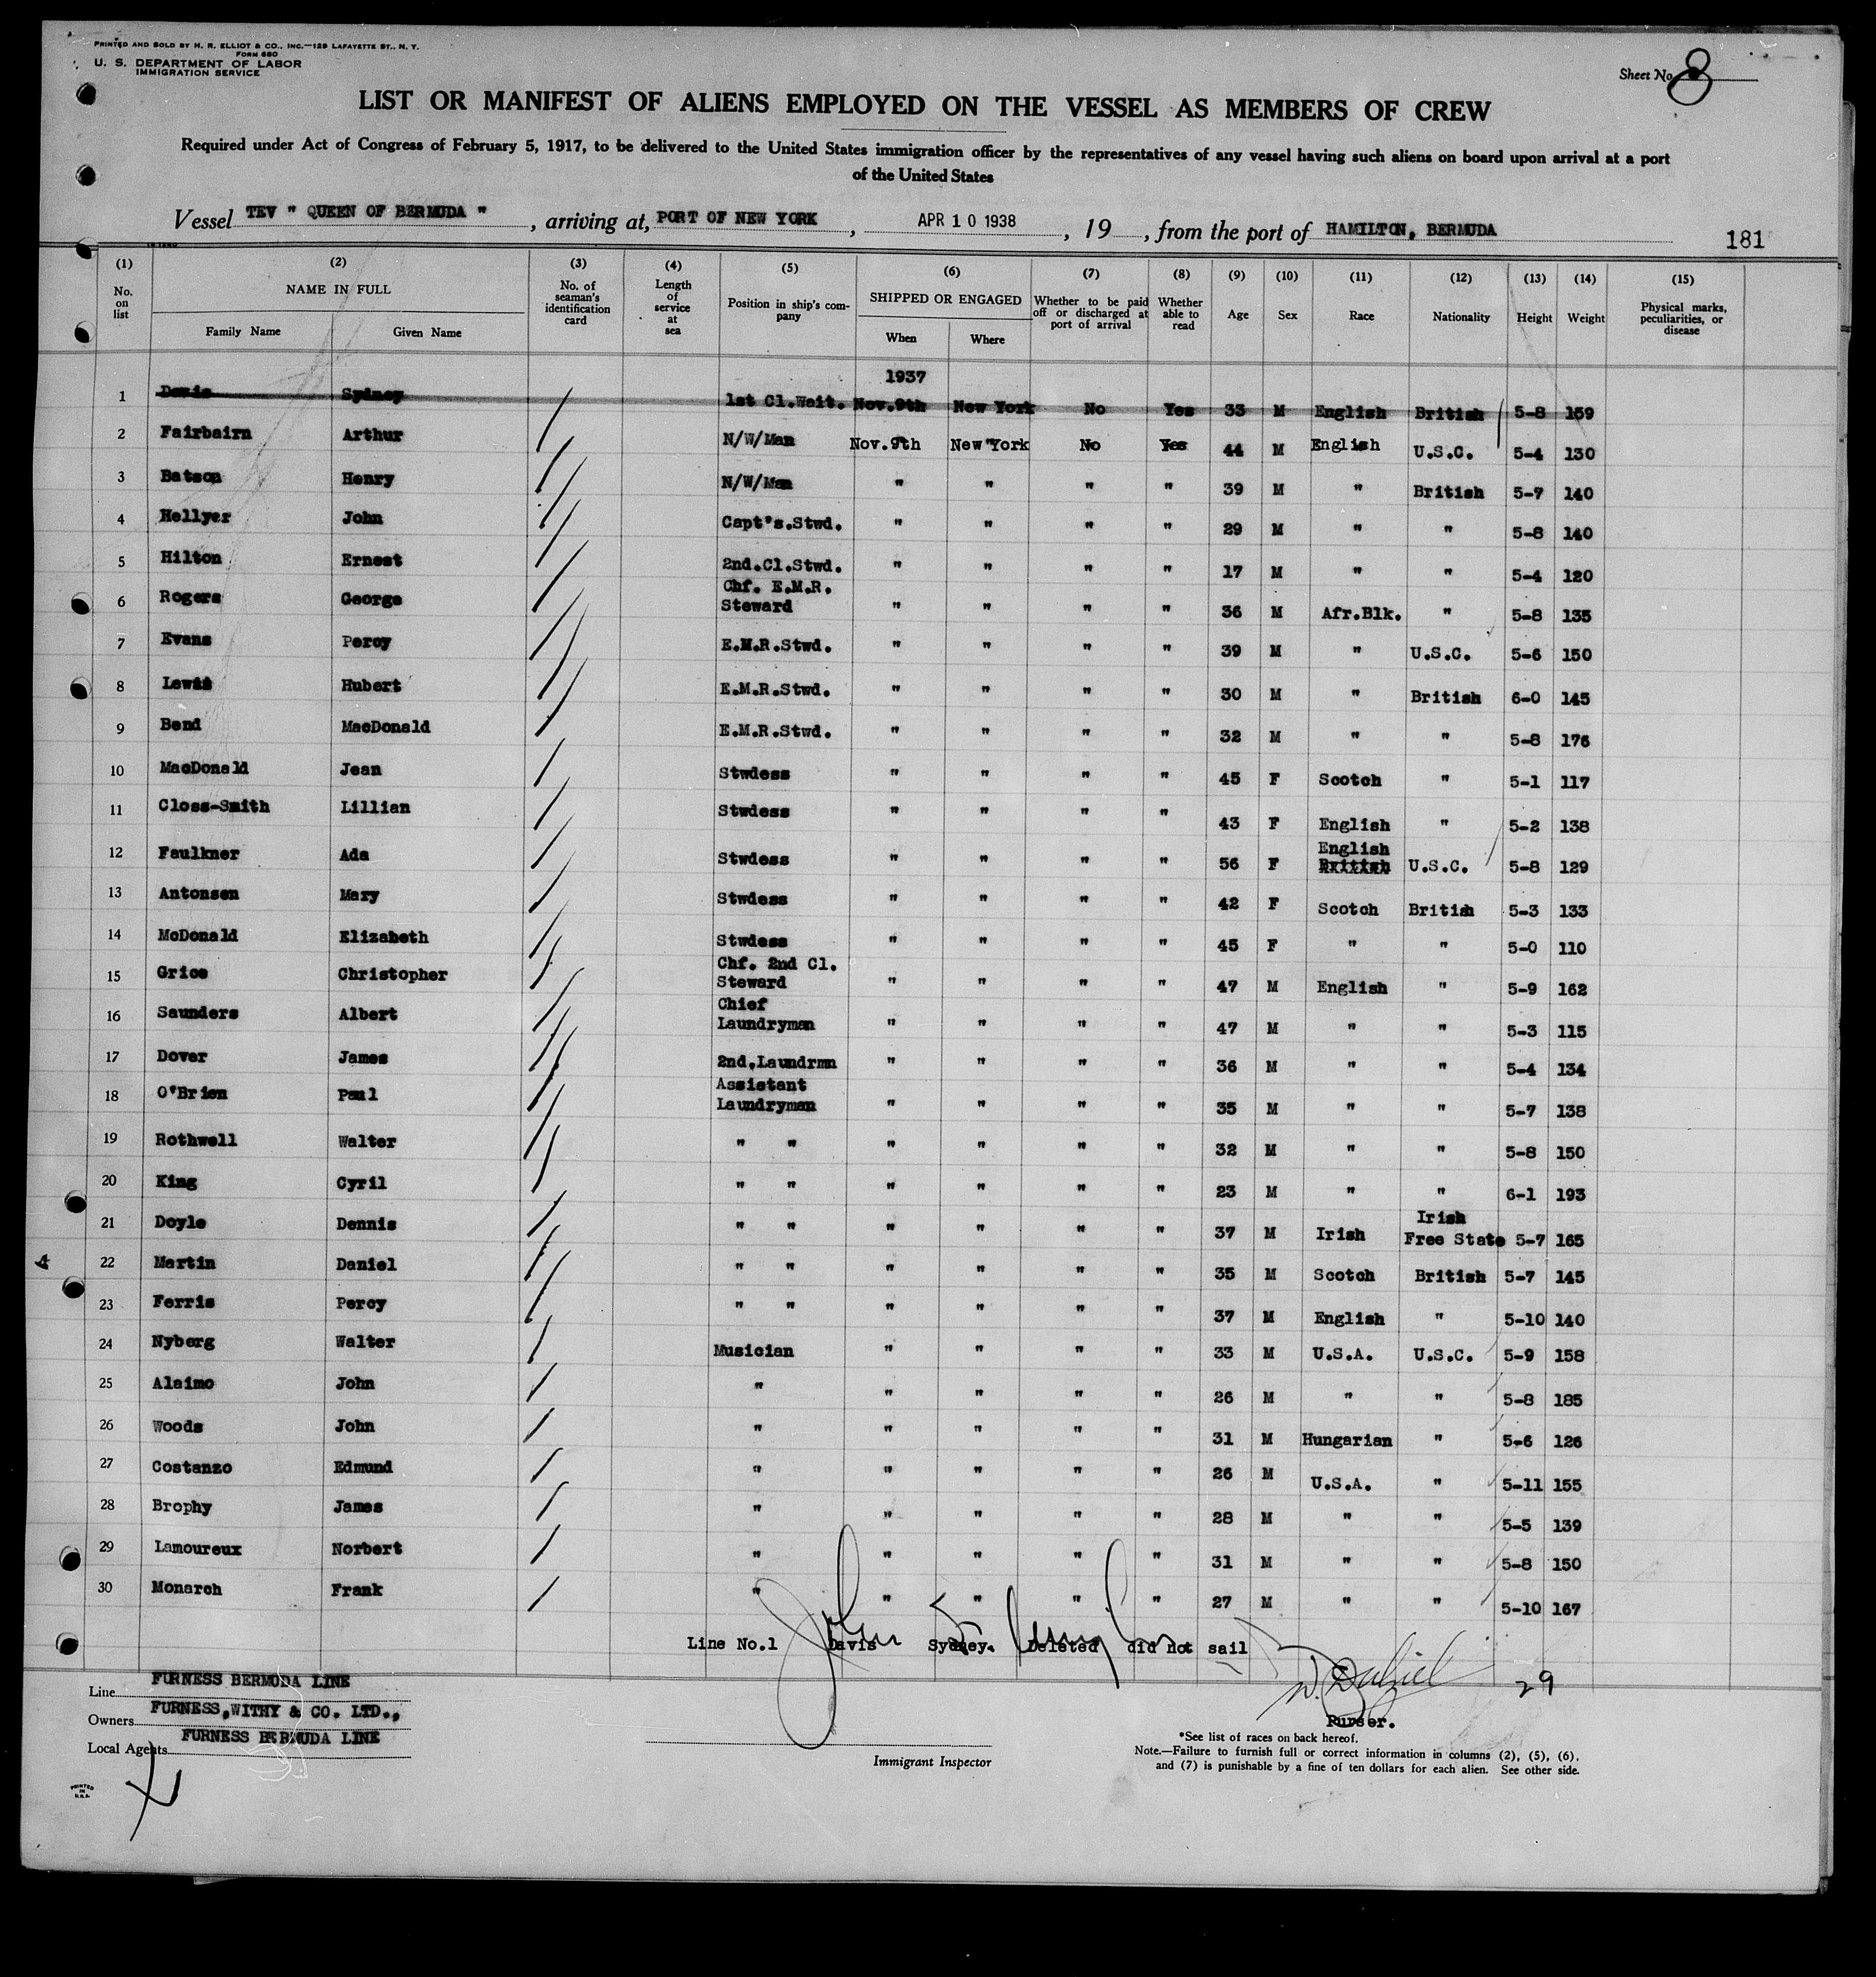 PRINTED AND SOLD BY H. R. ELLIOT & CO., INC.—129 LAFAYETTE ST., N. Y.
FORM 680
U. S. DEPARTMENT OF LABOR
IMMIGRATION SERVICE
Sheet No. 8
LIST OR MANIFEST OF ALIENS EMPLOYED ON THE VESSEL AS MEMBERS OF CREW
Required under Act of Congress of February 5, 1917, to be delivered to the United States immigration officer by the representatives of any vessel having such aliens on board upon arrival at a port
of the United States
Vessel TEV " QUEEN OF BERMUDA " , arriving at, PORT OF NEW YORK , APR 10 1938 , 19 , from the port of HAMILTON, BERMUDA
181
(1) (2) (3) (4) (5) (6) (7) (8) (9) (10) (11) (12) (13) (14) (15)
No. on list NAME IN FULL Family Name Given Name No. of seaman's identification card Length of service at sea Position in ship's company SHIPPED OR ENGAGED When Where Whether to be paid off or discharged at port of arrival Whether able to read Age Sex Race Nationality Height Weight Physical marks, peculiarities, or disease
1937
1 Davis Sydney 1st Cl.Wait. Nov.9th New York No Yes 33 M English British 5-8 159
2 Fairbairn Arthur N/W/Man Nov.9th New York No Yes 44 M English U.S.C. 5-4 130
3 Batson Henry N/W/Man " " " " 39 M " British 5-7 140
4 Hellyer John Capt's.Stwd. " " " " 29 M " " 5-8 140
5 Hilton Ernest 2nd.Cl.Stwd. " " " " 17 M " " 5-4 120
6 Rogers George Chf. E.M.R. Steward " " " " 36 M Afr.Blk. " 5-8 135
7 Evans Percy E.M.R.Stwd. " " " " 39 M " U.S.C. 5-6 150
8 Lewis Hubert E.M.R.Stwd. " " " " 30 M " British 6-0 145
9 Bend MacDonald E.M.R.Stwd. " " " " 32 M " " 5-8 176
10 MacDonald Jean Stwdess " " " " 45 F Scotch " 5-1 117
11 Closs-Smith Lillian Stwdess " " " " 43 F English " 5-2 138
12 Faulkner Ada Stwdess " " " " 56 F English British U.S.C. 5-8 129
13 Antonsen Mary Stwdess " " " " 42 F Scotch British 5-3 133
14 McDonald Elizabeth Stwdess " " " " 45 F " " 5-0 110
15 Grice Christopher Chf. 2nd Cl. Steward " " " " 47 M English " 5-9 162
16 Saunders Albert Chief Laundryman " " " " 47 M " " 5-3 115
17 Dover James 2nd.Laundrmn " " " " 36 M " " 5-4 134
18 O'Brien Paul Assistant Laundryman " " " " 35 M " " 5-7 138
19 Rothwell Walter " " " " " " 32 M " " 5-8 150
20 King Cyril " " " " " " 23 M " " 6-1 193
21 Doyle Dennis " " " " " " 37 M Irish Irish Free State 5-7 165
22 Martin Daniel " " " " " " 35 M Scotch British 5-7 145
23 Ferris Percy " " " " " " 37 M English " 5-10 140
24 Nyberg Walter Musician " " " " 33 M U.S.A. U.S.C. 5-9 158
25 Alaimo John " " " " " 26 M " " 5-8 185
26 Woods John " " " " " 31 M Hungarian " 5-6 126
27 Costanzo Edmund " " " " " 26 M U.S.A. " 5-11 155
28 Brophy James " " " " " 28 M " " 5-5 139
29 Lamoureux Norbert " " " " " 31 M " " 5-8 150
30 Monarch Frank " " " " " 27 M " " 5-10 167
Line No.1 Davis Sydney. Deleted did not sail
29
Line FURNESS BERMUDA LINE
Owners FURNESS,WITHY & CO. LTD.,
Local Agents FURNESS BERMUDA LINE
Purser.
Immigrant Inspector
*See list of races on back hereof.
Note.—Failure to furnish full or correct information in columns (2), (5), (6),
and (7) is punishable by a fine of ten dollars for each alien. See other side.
PRINTED
IN
U.S.A.